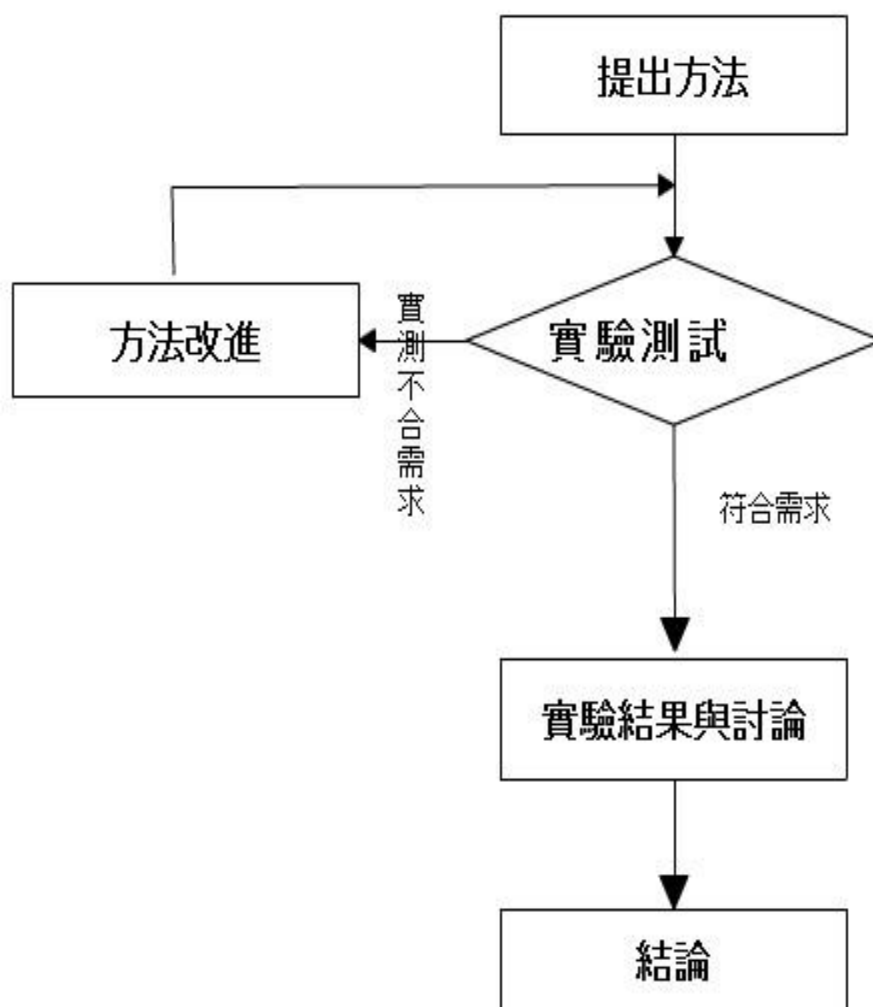 提出方法
方法改進
實測不合需求
實驗測試
符合需求
實驗結果與討論
結論